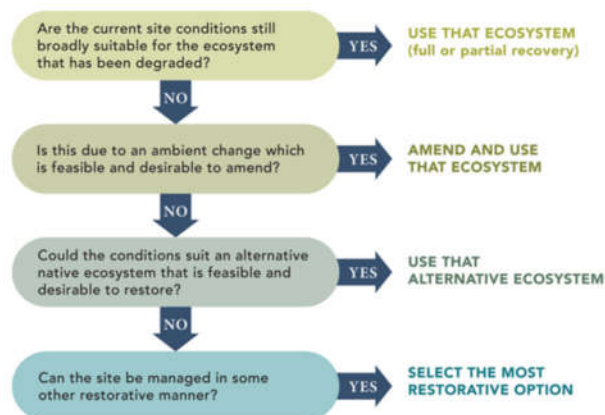 Are the current site conditions still
broadly suitable for the ecosystem
that has been degraded?
YES
USE THAT ECOSYSTEM
(full or partial recovery)
NO
Is this due to an ambient change which
is feasible and desirable to amend?
YES
AMEND AND USE
THAT ECOSYSTEM
NO
Could the conditions suit an alternative
native ecosystem that is feasible and
desirable to restore?
YES
USE THAT
ALTERNATIVE ECOSYSTEM
NO
Can the site be managed in some
other restorative manner?
YES
SELECT THE MOST
RESTORATIVE OPTION